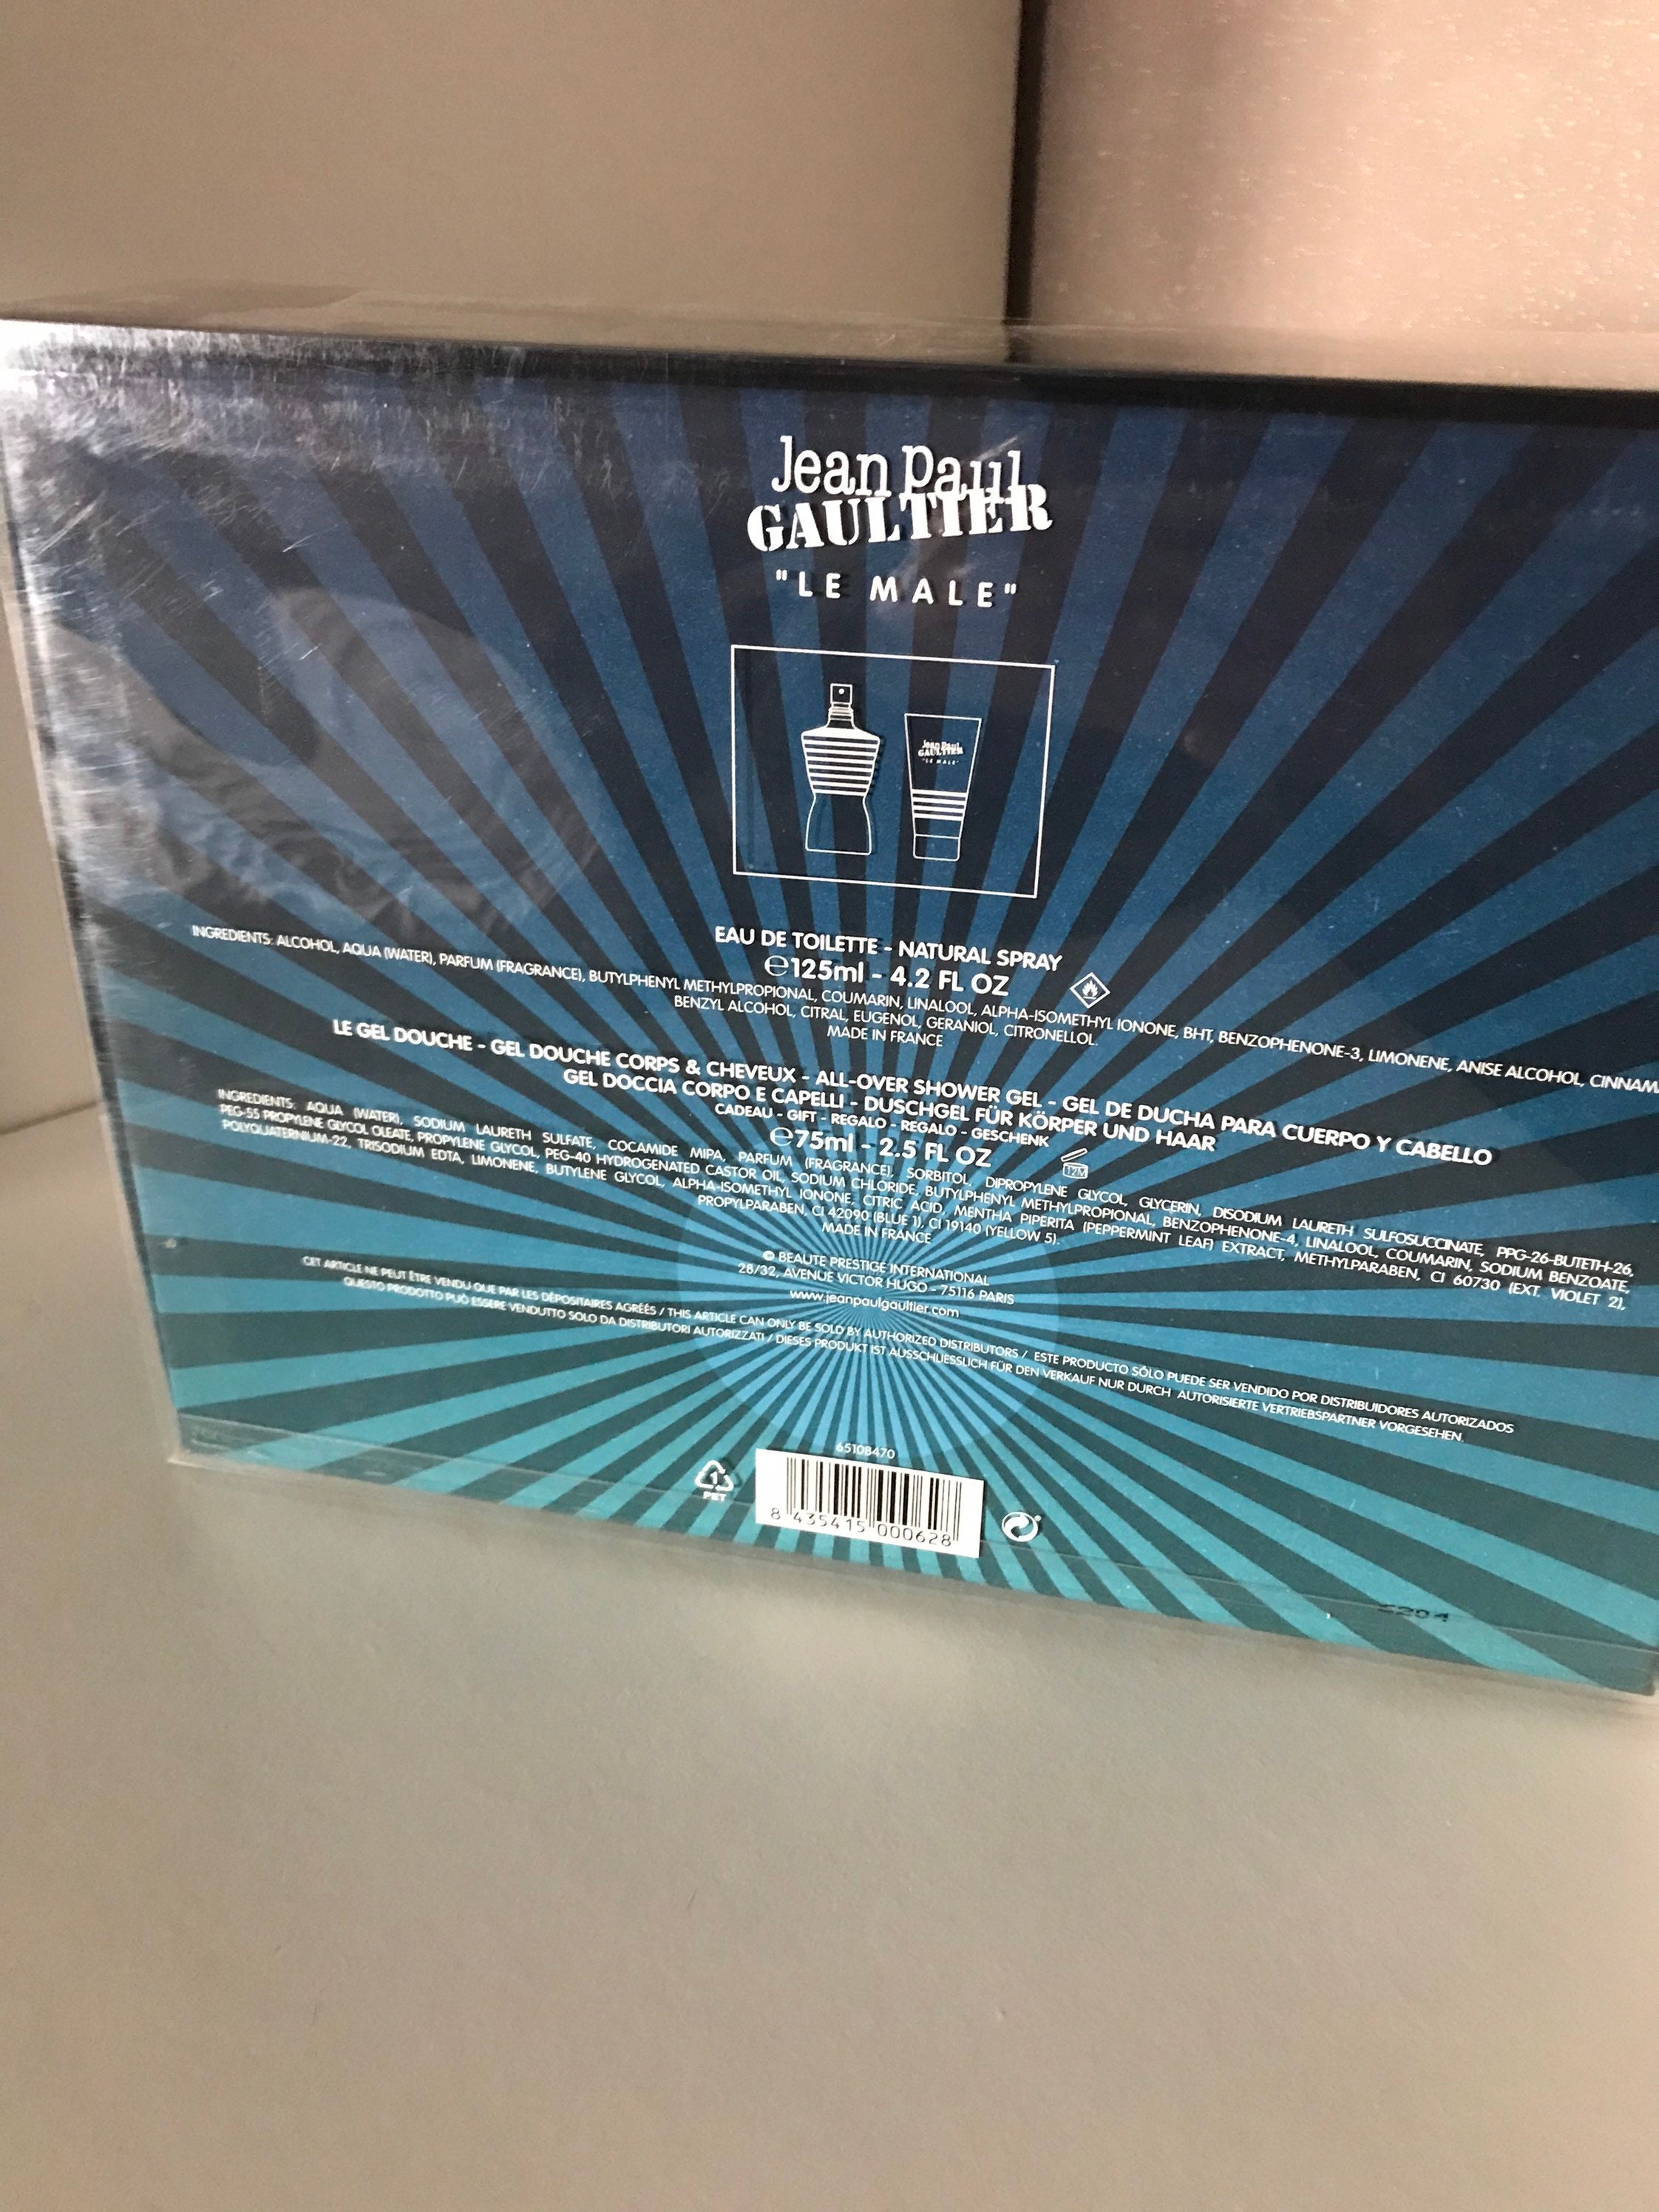 Jean Paul
GAULTIER
"LE MALE"
Jean Paul
GAULTIER
"LE MALE"
EAU DE TOILETTE - NATURAL SPRAY
℮125ml - 4.2 FL OZ
INGREDIENTS: ALCOHOL, AQUA (WATER), PARFUM (FRAGRANCE), BUTYLPHENYL METHYLPROPIONAL, COUMARIN, LINALOOL, ALPHA-ISOMETHYL IONONE, BHT, BENZOPHENONE-3, LIMONENE, ANISE ALCOHOL, CINNAM
BENZYL ALCOHOL, CITRAL, EUGENOL, GERANIOL, CITRONELLOL.
MADE IN FRANCE
LE GEL DOUCHE - GEL DOUCHE CORPS & CHEVEUX - ALL-OVER SHOWER GEL - GEL DE DUCHA PARA CUERPO Y CABELLO
GEL DOCCIA CORPO E CAPELLI - DUSCHGEL FÜR KÖRPER UND HAAR
CADEAU - GIFT - REGALO - REGALO - GESCHENK
℮75ml - 2.5 FL OZ
12M
INGREDIENTS: AQUA (WATER), SODIUM LAURETH SULFATE, COCAMIDE MIPA, PARFUM (FRAGRANCE), SORBITOL, DIPROPYLENE GLYCOL, GLYCERIN, DISODIUM LAURETH SULFOSUCCINATE, PPG-26-BUTETH-26,
PEG-55 PROPYLENE GLYCOL OLEATE, PROPYLENE GLYCOL, PEG-40 HYDROGENATED CASTOR OIL, SODIUM CHLORIDE, BUTYLPHENYL METHYLPROPIONAL, BENZOPHENONE-4, LINALOOL, COUMARIN, SODIUM BENZOATE,
POLYQUATERNIUM-22, TRISODIUM EDTA, LIMONENE, BUTYLENE GLYCOL, ALPHA-ISOMETHYL IONONE, CITRIC ACID, MENTHA PIPERITA (PEPPERMINT LEAF) EXTRACT, METHYLPARABEN, CI 60730 (EXT. VIOLET 2),
PROPYLPARABEN, CI 42090 (BLUE 1), CI 19140 (YELLOW 5).
MADE IN FRANCE
© BEAUTE PRESTIGE INTERNATIONAL
28/32, AVENUE VICTOR HUGO - 75116 PARIS
www.jeanpaulgaultier.com
CET ARTICLE NE PEUT ÊTRE VENDU QUE PAR LES DÉPOSITAIRES AGRÉÉS / THIS ARTICLE CAN ONLY BE SOLD BY AUTHORIZED DISTRIBUTORS / ESTE PRODUCTO SÓLO PUEDE SER VENDIDO POR DISTRIBUIDORES AUTORIZADOS
QUESTO PRODOTTO PUÒ ESSERE VENDUTTO SOLO DA DISTRIBUTORI AUTORIZZATI / DIESES PRODUKT IST AUSSCHLIESSLICH FÜR DEN VERKAUF NUR DURCH AUTORISIERTE VERTRIEBSPARTNER VORGESEHEN.
65108470
1
PET
8 435415 000628